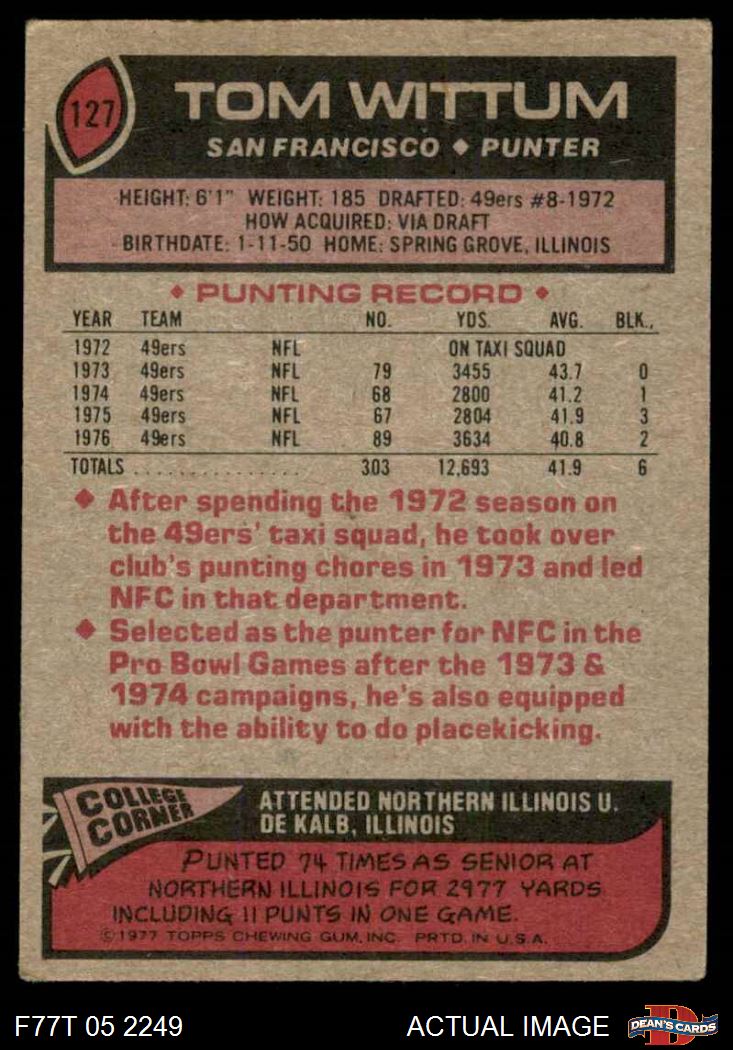 127
TOM WITTUM
SAN FRANCISCO ♦ PUNTER
HEIGHT: 6'1" WEIGHT: 185 DRAFTED: 49ers #8-1972
HOW ACQUIRED: VIA DRAFT
BIRTHDATE: 1-11-50 HOME: SPRING GROVE, ILLINOIS
♦ PUNTING RECORD ♦
YEAR TEAM NO. YDS. AVG. BLK.,
1972 49ers NFL ON TAXI SQUAD
1973 49ers NFL 79 3455 43.7 0
1974 49ers NFL 68 2800 41.2 1
1975 49ers NFL 67 2804 41.9 3
1976 49ers NFL 89 3634 40.8 2
TOTALS ................ 303 12,693 41.9 6
♦ After spending the 1972 season on
the 49ers' taxi squad, he took over
club's punting chores in 1973 and led
NFC in that department.
♦ Selected as the punter for NFC in the
Pro Bowl Games after the 1973 &
1974 campaigns, he's also equipped
with the ability to do placekicking.
COLLEGE
CORNER
ATTENDED NORTHERN ILLINOIS U.
DE KALB, ILLINOIS
PUNTED 74 TIMES AS SENIOR AT
NORTHERN ILLINOIS FOR 2977 YARDS
INCLUDING 11 PUNTS IN ONE GAME.
© 1977 TOPPS CHEWING GUM, INC. PRTD. IN U.S.A.
F77T 05 2249
ACTUAL IMAGE
D
DEAN'S CARDS